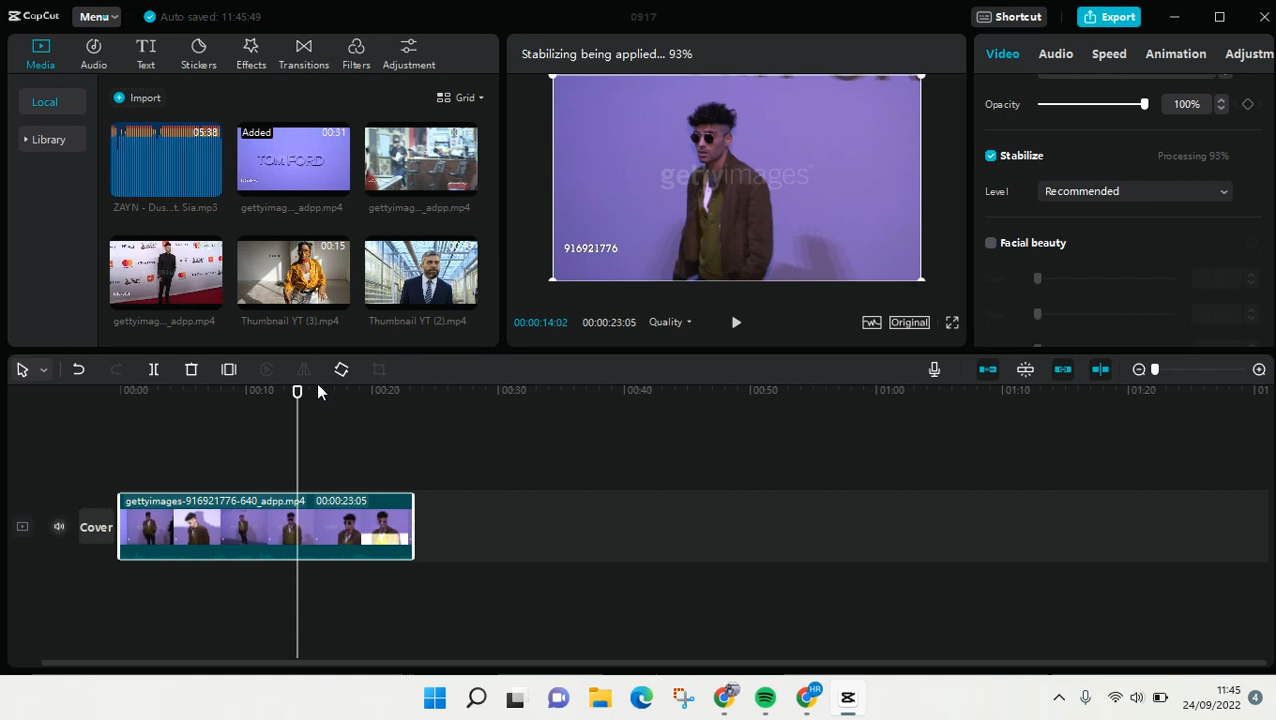 CapCut
Menu
Auto saved: 11:45:49
0917
Shortcut
Export
Media
Audio
Text
Stickers
Effects
Transitions
Filters
Adjustment
Local
Library
Import
Grid
05:38
ZAYN - Dus...t. Sia.mp3
Added
00:31
TOM FORD
gettyimag..._adpp.mp4
gettyimag..._adpp.mp4
gettyimag..._adpp.mp4
00:15
Thumbnail YT (3).mp4
Thumbnail YT (2).mp4
Stabilizing being applied... 93%
gettyimages
916921776
00:00:14:02
00:00:23:05
Quality
Original
Video
Audio
Speed
Animation
Adjustm
Opacity
100%
Stabilize
Processing 93%
Level
Recommended
Facial beauty
00:00
00:10
00:20
00:30
00:40
00:50
01:00
01:10
01:20
01
gettyimages-916921776-640_adpp.mp4
00:00:23:05
Cover
HR
11:45
24/09/2022
4